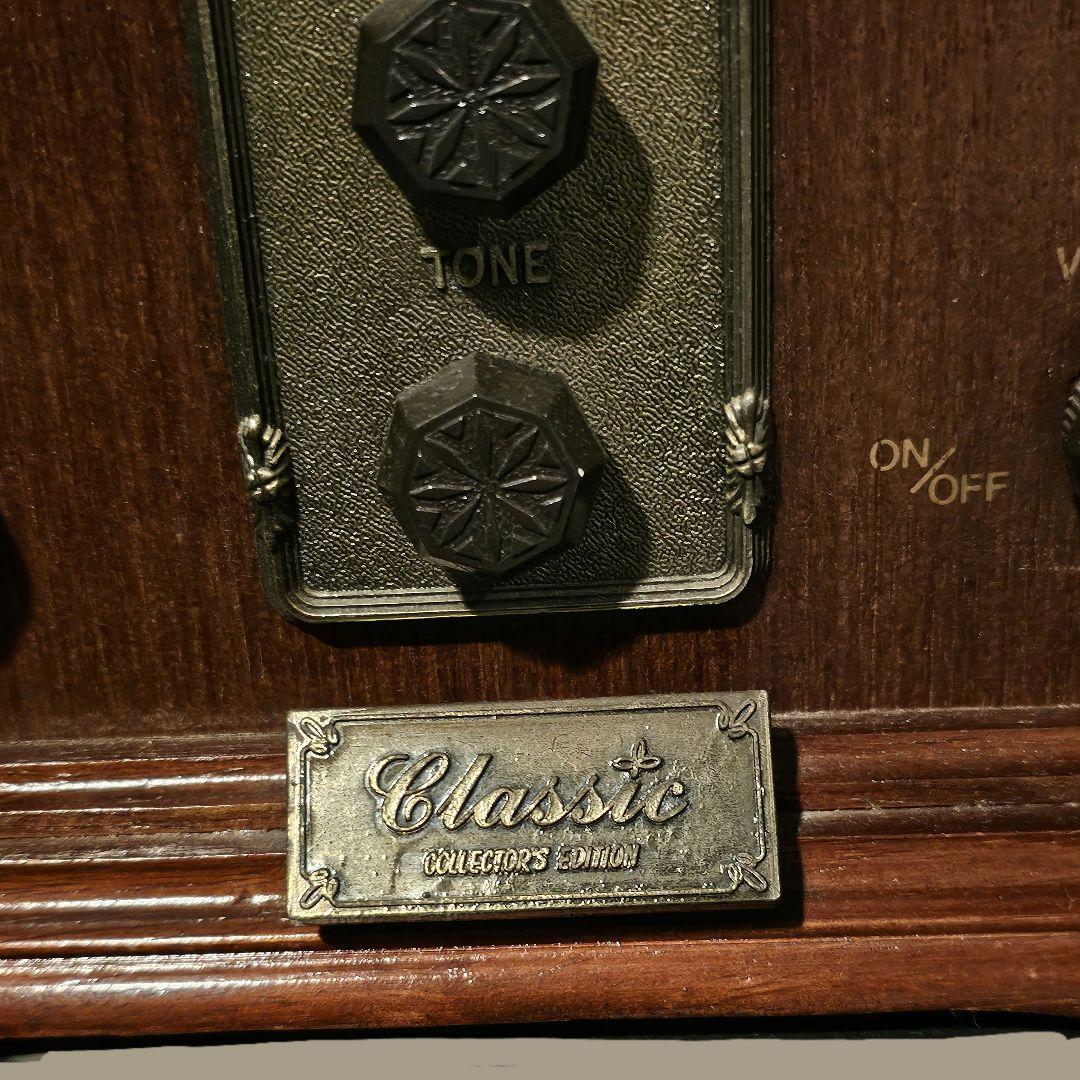 TONE
ON/OFF
Classic
COLLECTOR'S EDITION